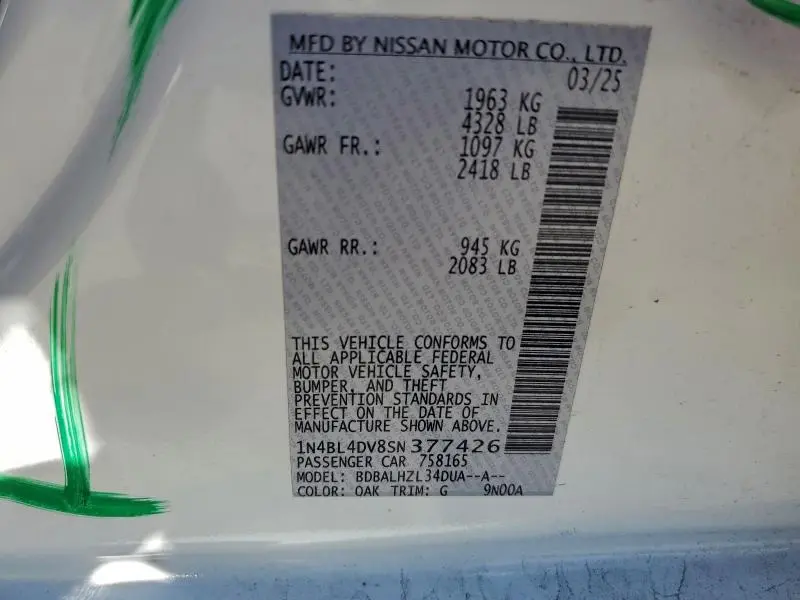 MFD BY NISSAN MOTOR CO., LTD.
DATE: 03/25
GVWR: 1963 KG
4328 LB
GAWR FR.: 1097 KG
2418 LB
GAWR RR.: 945 KG
2083 LB
THIS VEHICLE CONFORMS TO
ALL APPLICABLE FEDERAL
MOTOR VEHICLE SAFETY,
BUMPER, AND THEFT
PREVENTION STANDARDS IN
EFFECT ON THE DATE OF
MANUFACTURE SHOWN ABOVE.
1N4BL4DV8SN377426
PASSENGER CAR 758165
MODEL: BDBALHZL34DUA--A--
COLOR: QAK TRIM: G 9N00A